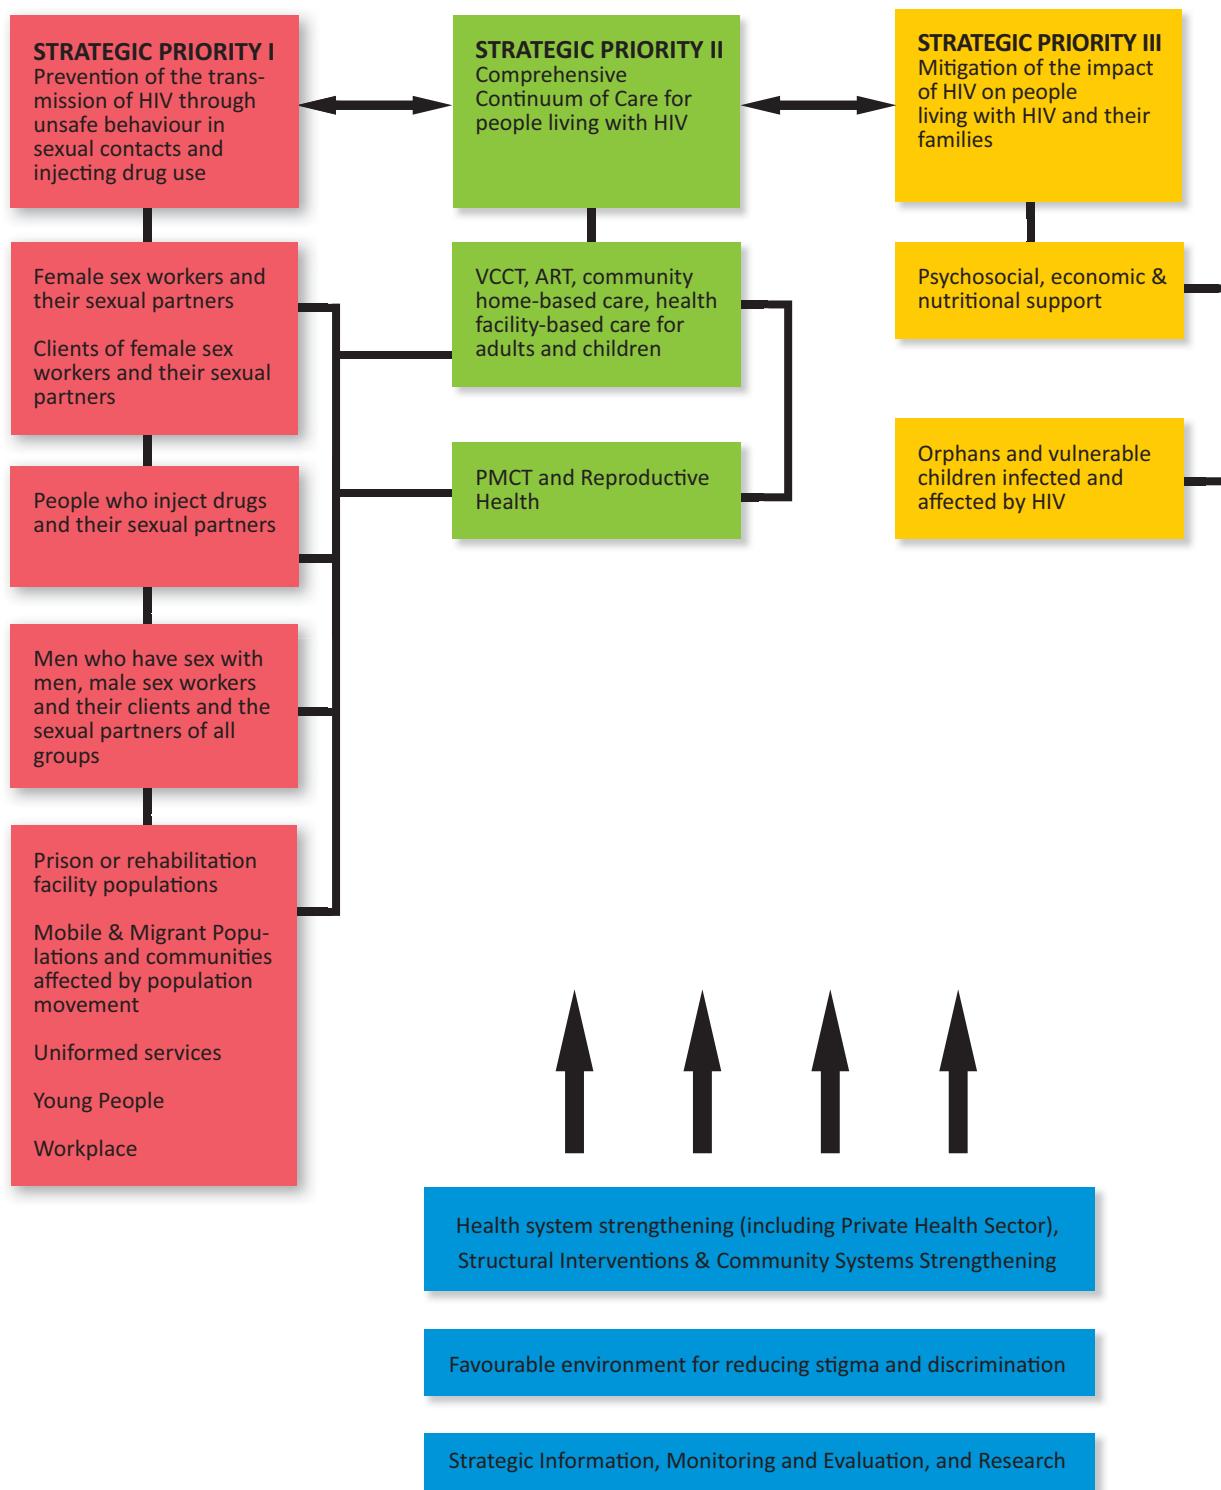 STRATEGIC PRIORITY I
Prevention of the trans-
mission of HIV through
unsafe behaviour in
sexual contacts and
injecting drug use
Female sex workers and
their sexual partners
Clients of female sex
workers and their sexual
partners
People who inject drugs
and their sexual partners
Men who have sex with
men, male sex workers
and their clients and the
sexual partners of all
groups
Prison or rehabilitation
facility populations
Mobile & Migrant Popu-
lations and communities
affected by population
movement
Uniformed services
Young People
Workplace
STRATEGIC PRIORITY II
Comprehensive
Continuum of Care for
people living with HIV
VCCT, ART, community
home-based care, health
facility-based care for
adults and children
PMCT and Reproductive
Health
STRATEGIC PRIORITY III
Mitigation of the impact
of HIV on people
living with HIV and their
families
Psychosocial, economic &
nutritional support
Orphans and vulnerable
children infected and
affected by HIV
Health system strengthening (including Private Health Sector),
Structural Interventions & Community Systems Strengthening
Favourable environment for reducing stigma and discrimination
Strategic Information, Monitoring and Evaluation, and Research